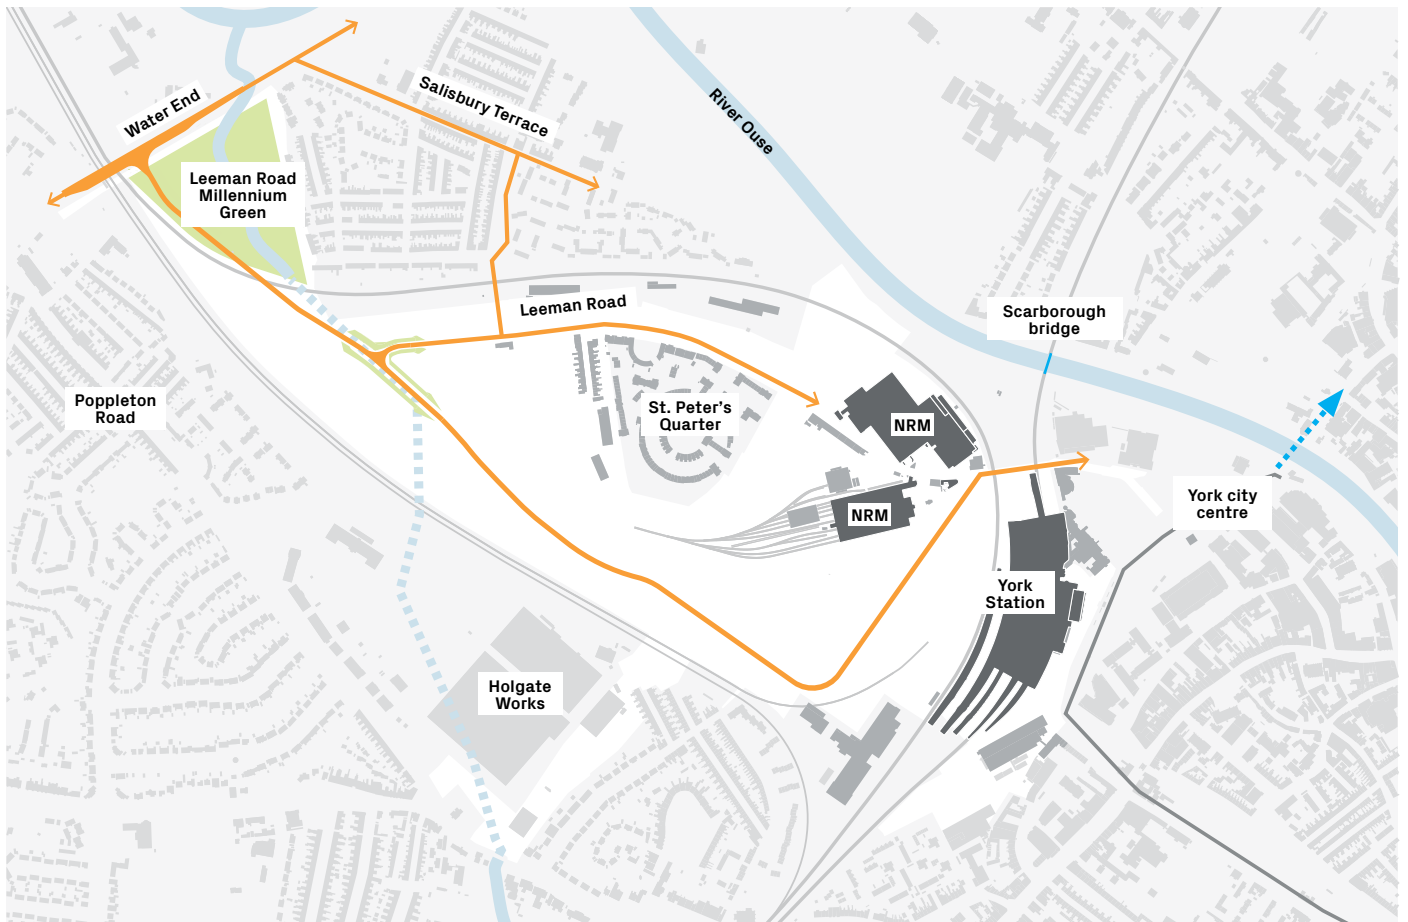 Water End
Salisbury Terrace
River Ouse
Leeman Road
Millennium
Green
Leeman Road
Scarborough
bridge
Poppleton
Road
St. Peter's
Quarter
NRM
NRM
York city
centre
York
Station
Holgate
Works